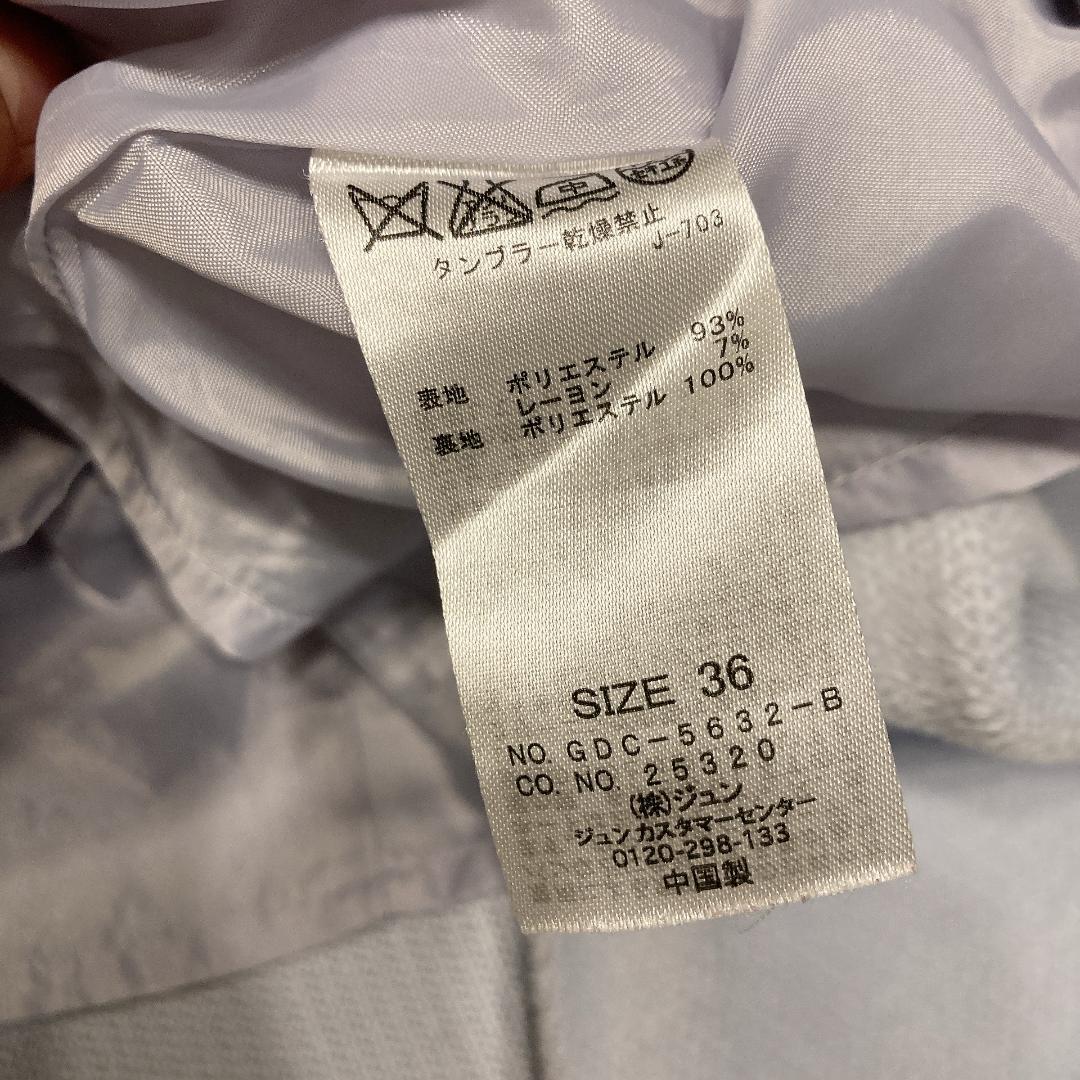 中
タンブラー乾燥禁止
J-703
表地 ポリエステル 93%
レーヨン 7%
裏地 ポリエステル 100%
SIZE 36
NO. GDC-5632-B
CO. NO. 25320
(株)ジュン
ジュンカスタマーセンター
0120-298-133
中国製